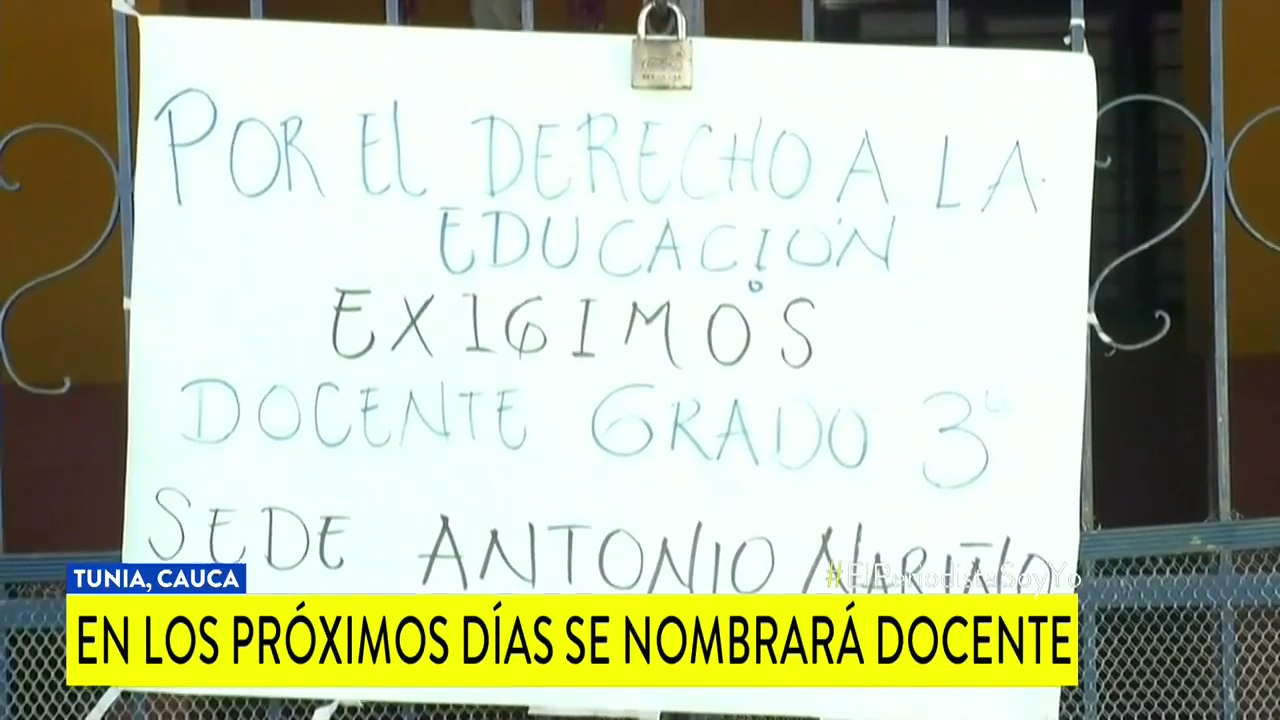 POR EL DERECHO A LA
EDUCACIÓN
EXIGIMOS
DOCENTE GRADO 3º
SEDE ANTONIO NARIÑO
#ElPeriodistaSoyYo
TUNIA, CAUCA
EN LOS PRÓXIMOS DÍAS SE NOMBRARÁ DOCENTE